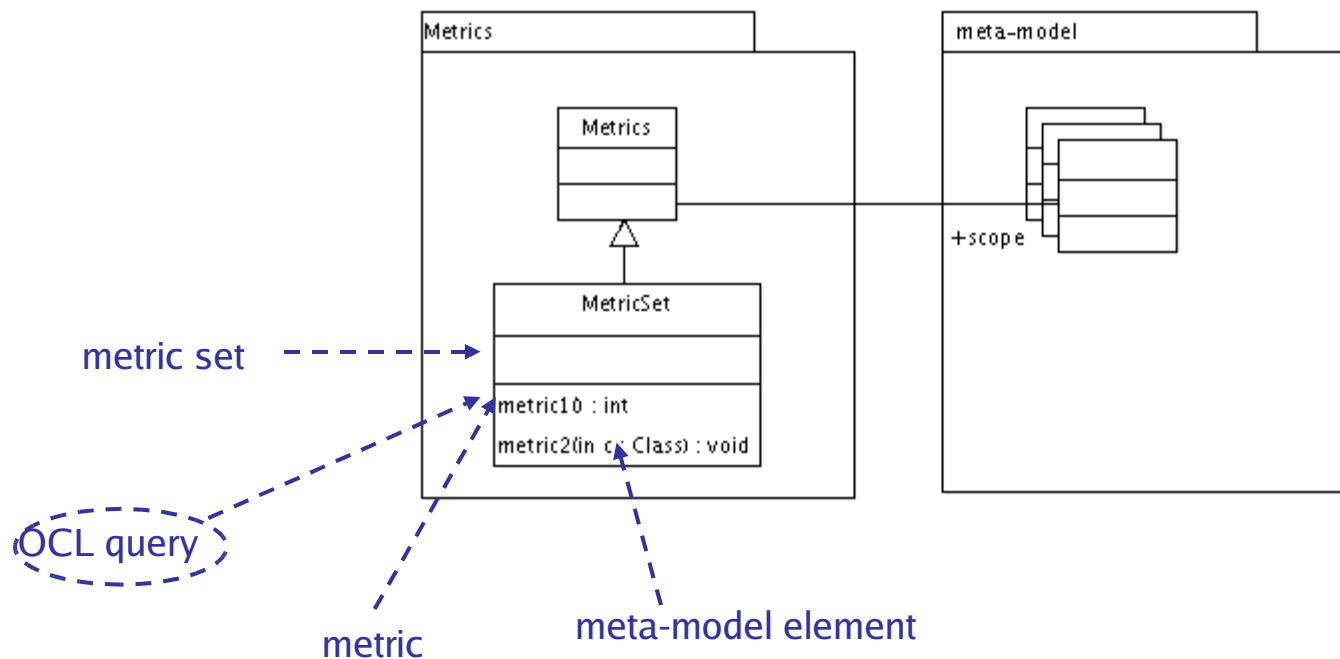 Metrics
meta-model
Metrics
+scope
MetricSet
metric set
metric10 : int
metric2(in c : Class) : void
OCL query
metric
meta-model element